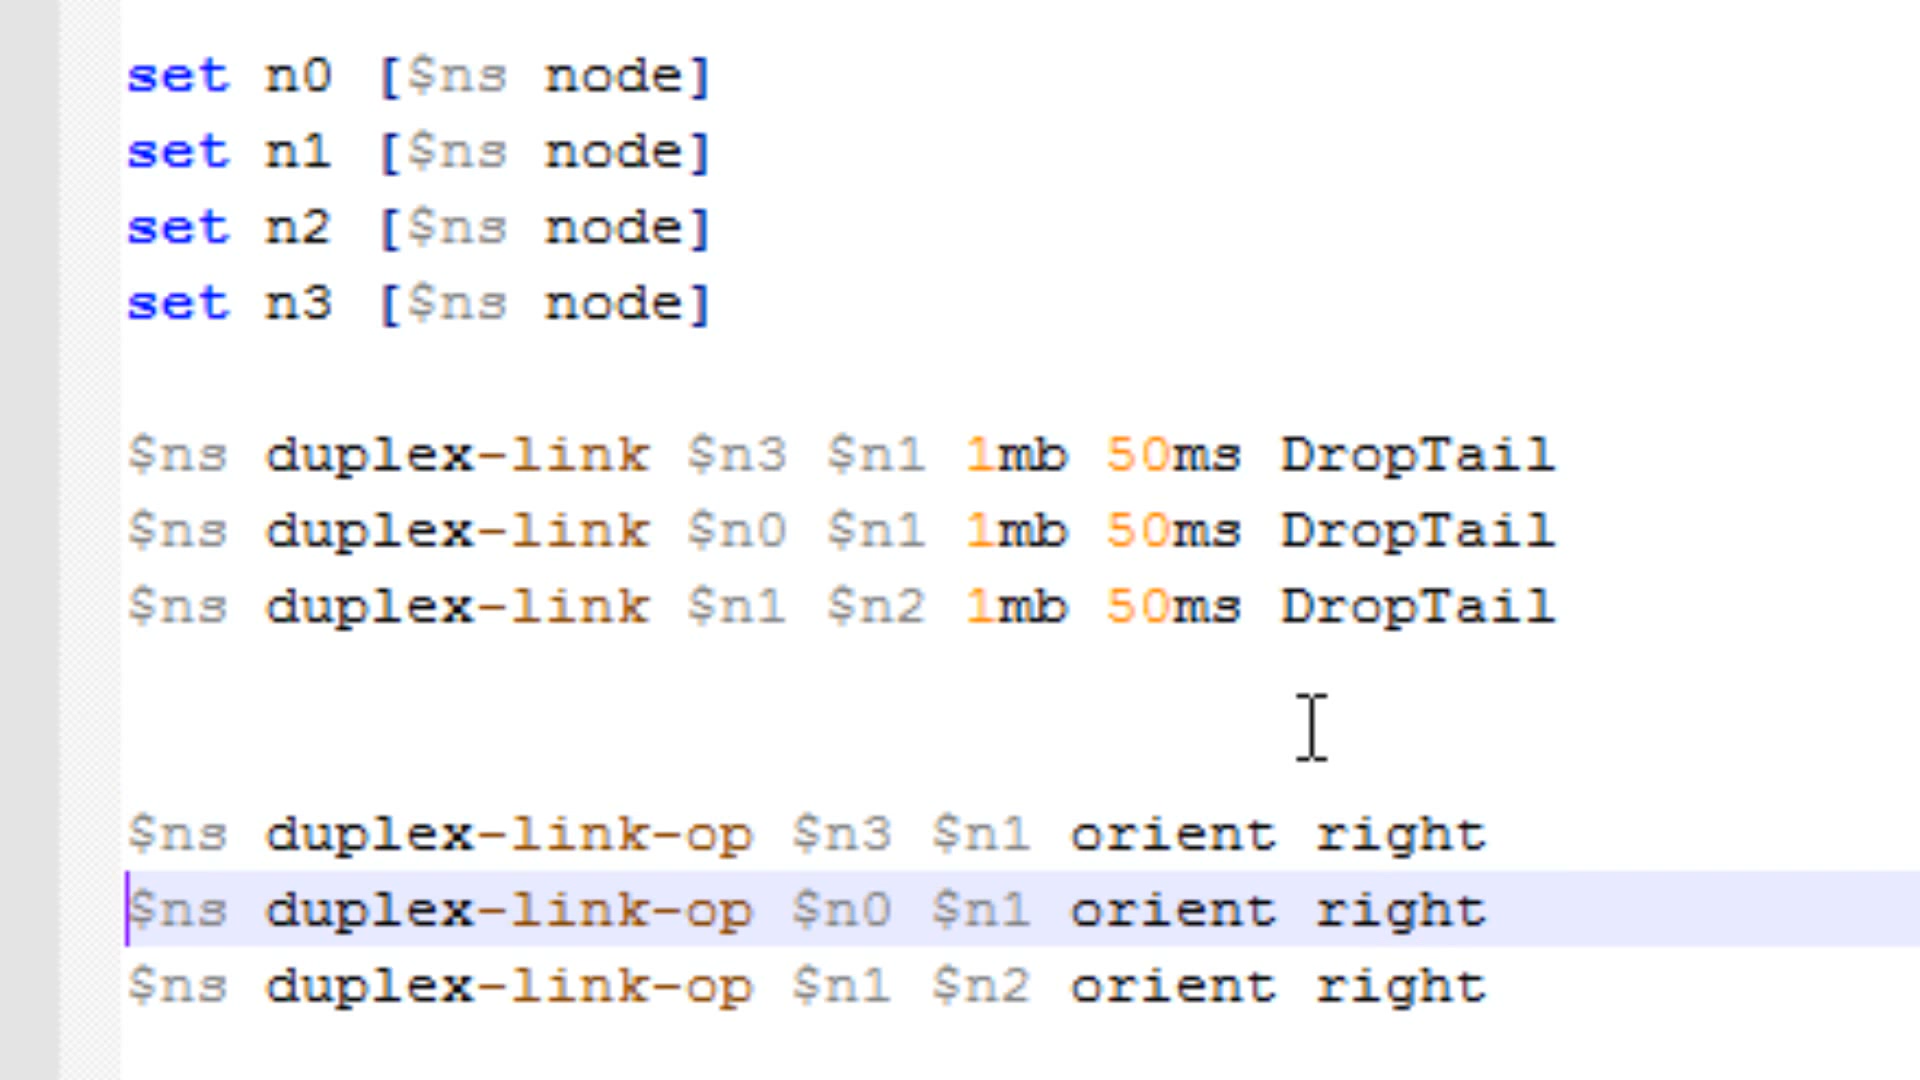 set n0 [$ns node]
set n1 [$ns node]
set n2 [$ns node]
set n3 [$ns node]
$ns duplex-link $n3 $n1 1mb 50ms DropTail
$ns duplex-link $n0 $n1 1mb 50ms DropTail
$ns duplex-link $n1 $n2 1mb 50ms DropTail
$ns duplex-link-op $n3 $n1 orient right
$ns duplex-link-op $n0 $n1 orient right
$ns duplex-link-op $n1 $n2 orient right